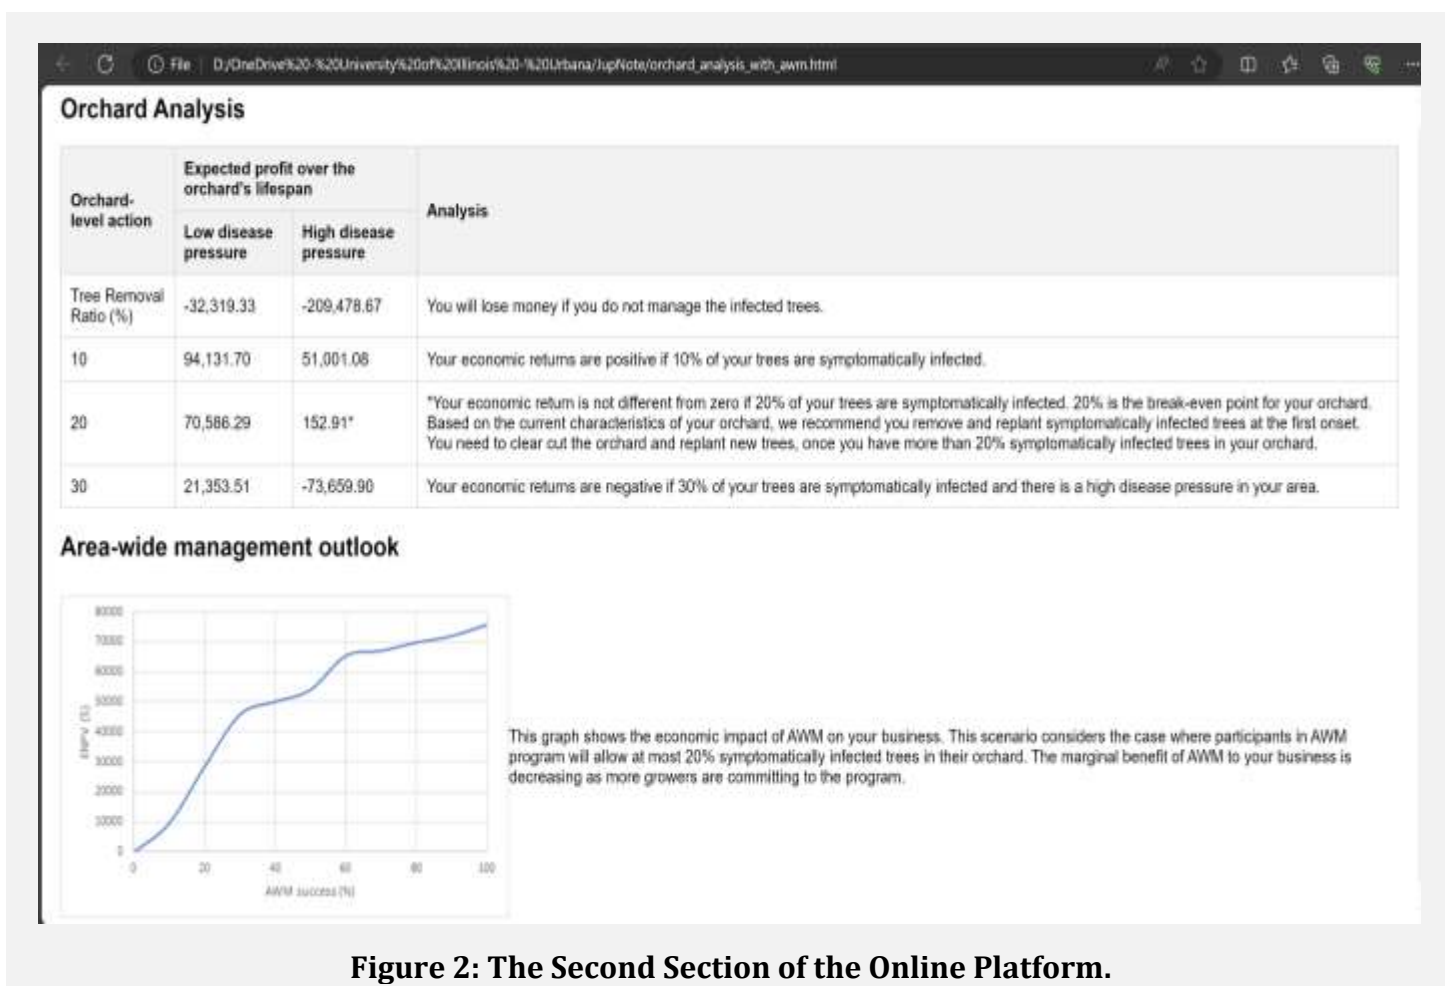 File D:/OneDrive%20-%20University%20of%20Illinois%20-%20Urbana/JupNote/orchard_analysis_with_awm.html
Orchard Analysis
Orchard-
level action
Expected profit over the
orchard's lifespan
Low disease
pressure
High disease
pressure
Analysis
Tree Removal
Ratio (%)
-32,319.33
-209,478.67
You will lose money if you do not manage the infected trees.
10
94,131.70
51,001.08
Your economic returns are positive if 10% of your trees are symptomatically infected.
20
70,586.29
152.91*
*Your economic return is not different from zero if 20% of your trees are symptomatically infected. 20% is the break-even point for your orchard.
Based on the current characteristics of your orchard, we recommend you remove and replant symptomatically infected trees at the first onset.
You need to clear cut the orchard and replant new trees, once you have more than 20% symptomatically infected trees in your orchard.
30
21,353.51
-73,659.90
Your economic returns are negative if 30% of your trees are symptomatically infected and there is a high disease pressure in your area.
Area-wide management outlook
80000
70000
60000
50000
40000
30000
20000
10000
0
ENPV ($)
0 20 40 60 80 100
AWM success (%)
This graph shows the economic impact of AWM on your business. This scenario considers the case where participants in AWM
program will allow at most 20% symptomatically infected trees in their orchard. The marginal benefit of AWM to your business is
decreasing as more growers are committing to the program.
Figure 2: The Second Section of the Online Platform.